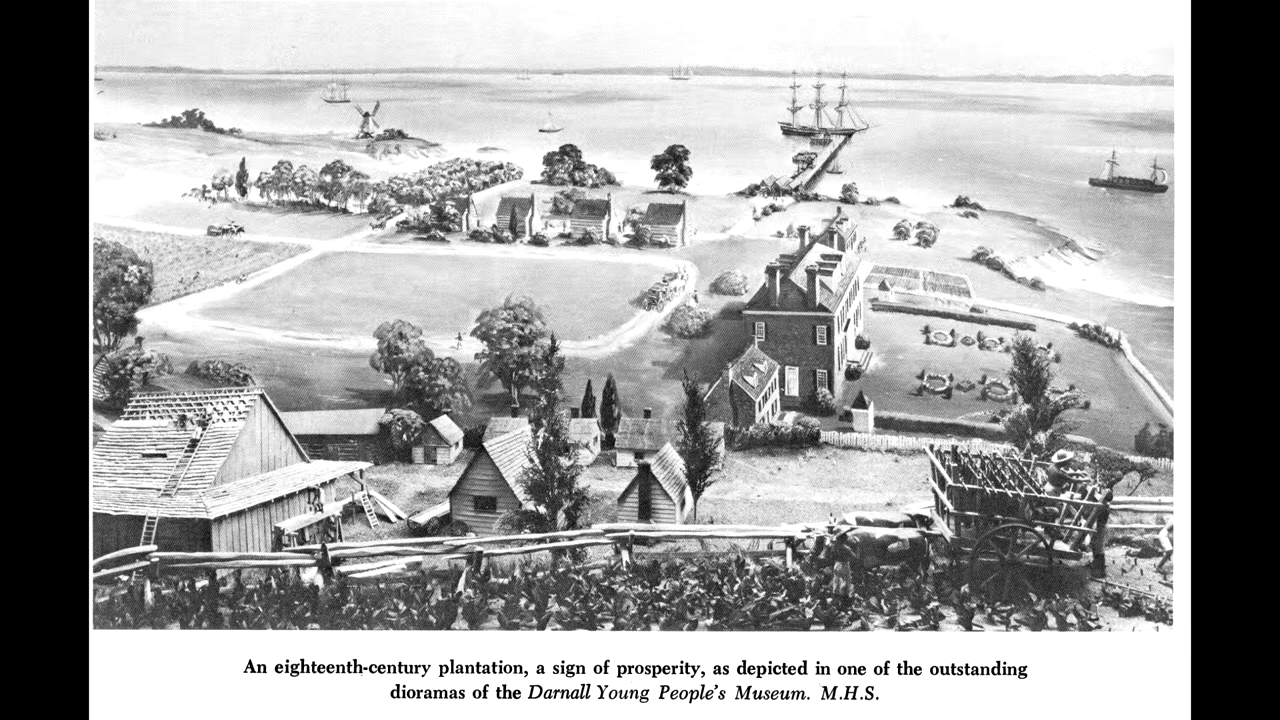 An eighteenth-century plantation, a sign of prosperity, as depicted in one of the outstanding
dioramas of the Darnall Young People's Museum. M.H.S.